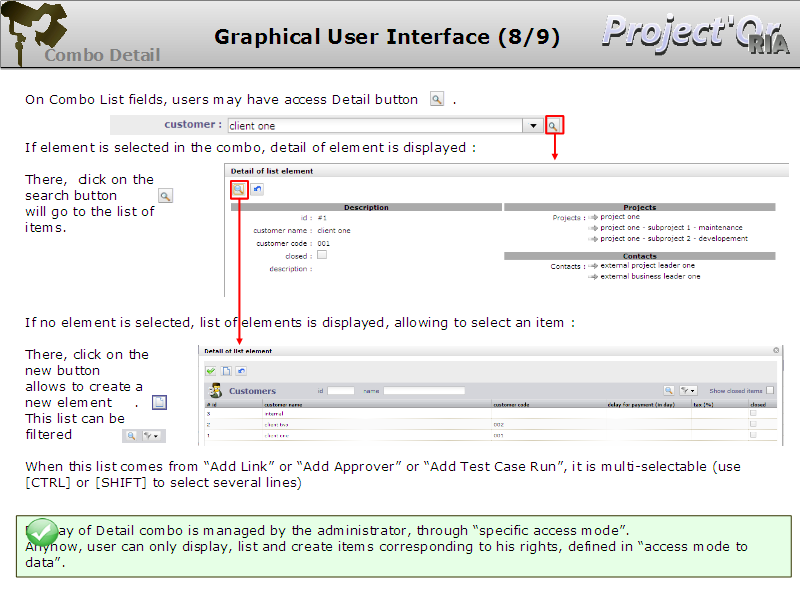 Graphical User Interface (8/9)
Project'Or
RIA
Combo Detail
On Combo List fields, users may have access Detail button .
customer : client one
If element is selected in the combo, detail of element is displayed :
There, click on the
search button
will go to the list of
items.
Detail of list element
Description
id : #1
customer name : client one
customer code : 001
closed :
description :
Projects
Projects : project one
project one - subproject 1 - maintenance
project one - subproject 2 - developement
Contacts
Contacts : external project leader one
external business leader one
If no element is selected, list of elements is displayed, allowing to select an item :
There, click on the
new button
allows to create a
new element .
This list can be
filtered
Detail of list element
Customers id name Show closed items
# id customer name customer code delay for payment (in day) tax (%) closed
3 internal
2 client two 002
1 client one 001
When this list comes from “Add Link” or “Add Approver” or “Add Test Case Run”, it is multi-selectable (use
[CTRL] or [SHIFT] to select several lines)
ay of Detail combo is managed by the administrator, through “specific access mode”.
Anyhow, user can only display, list and create items corresponding to his rights, defined in “access mode to
data”.